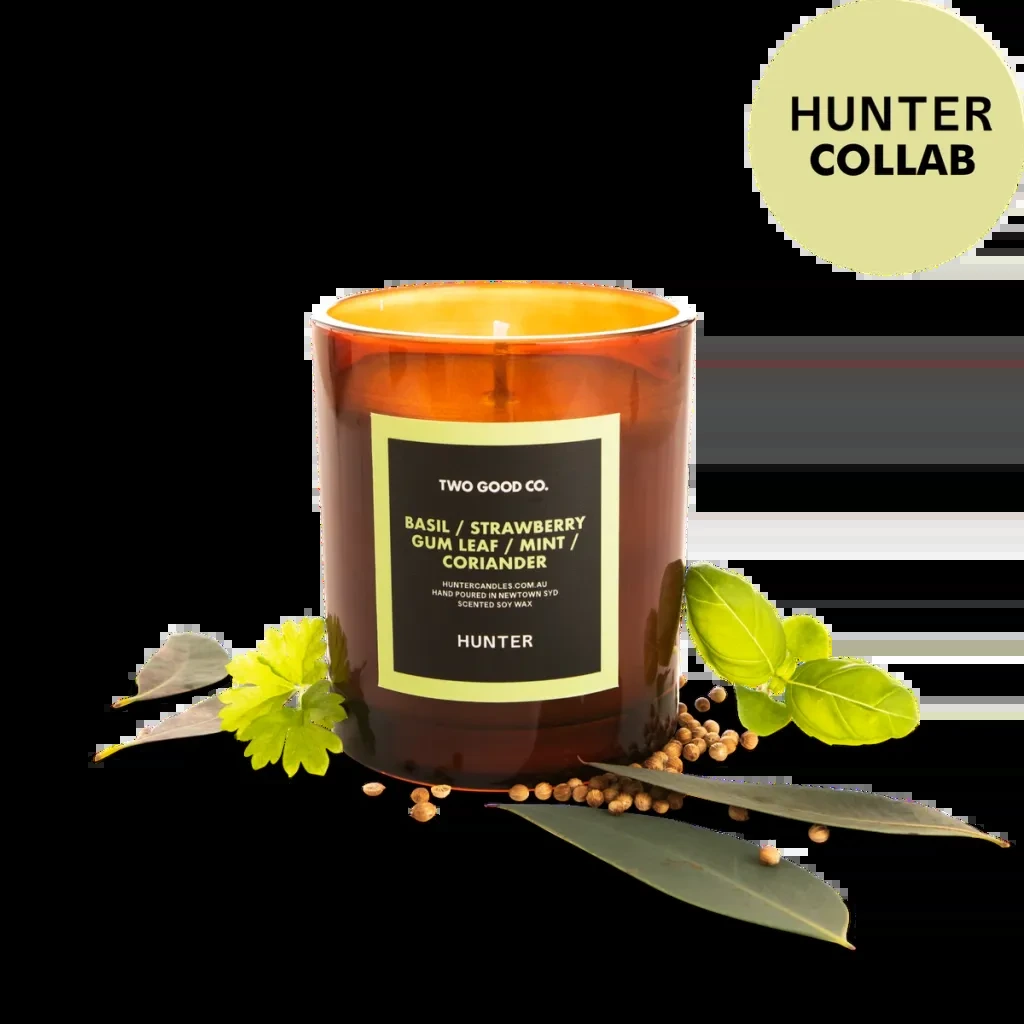 HUNTER
COLLAB
TWO GOOD CO.
BASIL / STRAWBERRY
GUM LEAF / MINT /
CORIANDER
HUNTERCANDLES.COM.AU
HAND POURED IN NEWTOWN SYD
SCENTED SOY WAX
HUNTER